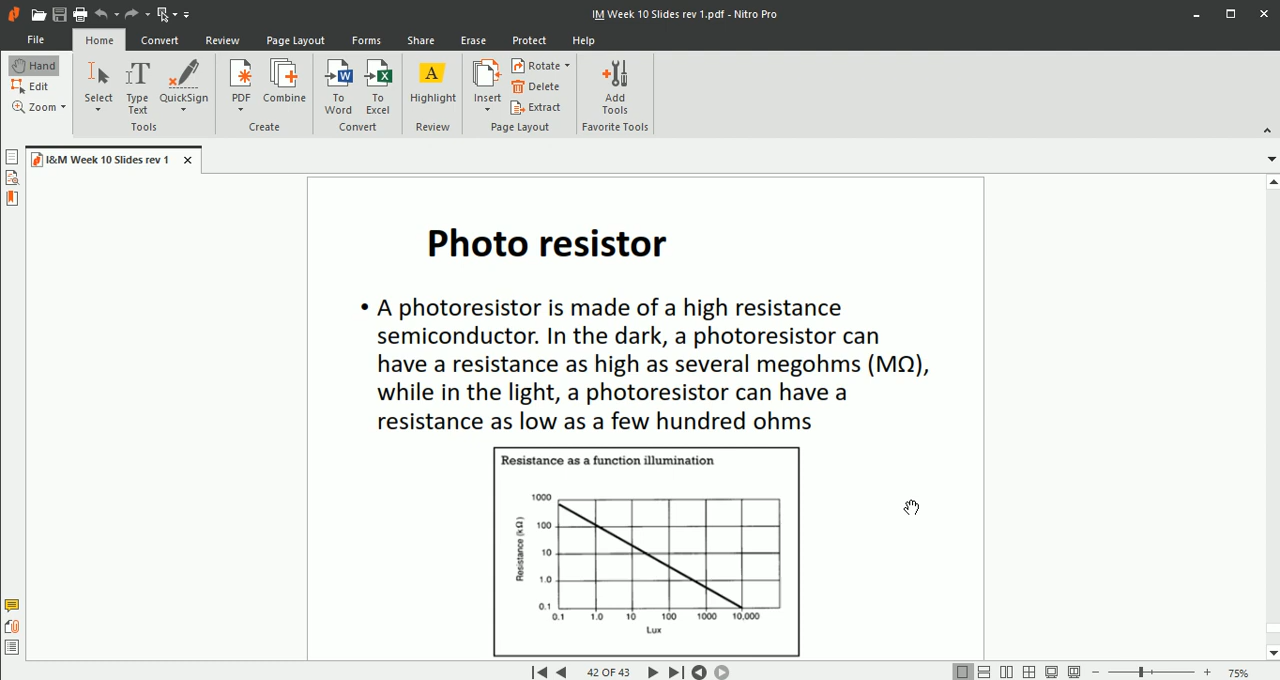 IM Week 10 Slides rev 1.pdf - Nitro Pro
File Home Convert Review Page Layout Forms Share Erase Protect Help
Hand
Edit
Zoom
Select
Type Text
QuickSign
Tools
PDF
Combine
Create
To Word
To Excel
Convert
Highlight
Review
Insert
Rotate
Delete
Extract
Page Layout
Add Tools
Favorite Tools
I&M Week 10 Slides rev 1
Photo resistor
• A photoresistor is made of a high resistance
semiconductor. In the dark, a photoresistor can
have a resistance as high as several megohms (MΩ),
while in the light, a photoresistor can have a
resistance as low as a few hundred ohms
Resistance as a function illumination
Resistance (kΩ)
1000
100
10
1.0
0.1
0.1 1.0 10 100 1000 10,000
Lux
42 OF 43
75%